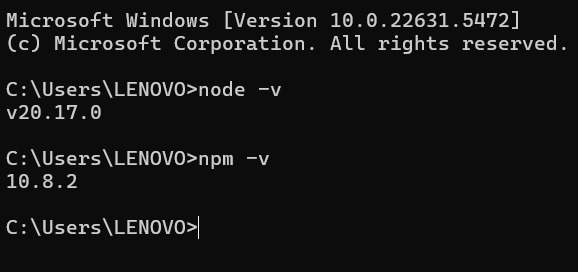 Microsoft Windows [Version 10.0.22631.5472]
(c) Microsoft Corporation. All rights reserved.
C:\Users\LENOVO>node -v
v20.17.0
C:\Users\LENOVO>npm -v
10.8.2
C:\Users\LENOVO>